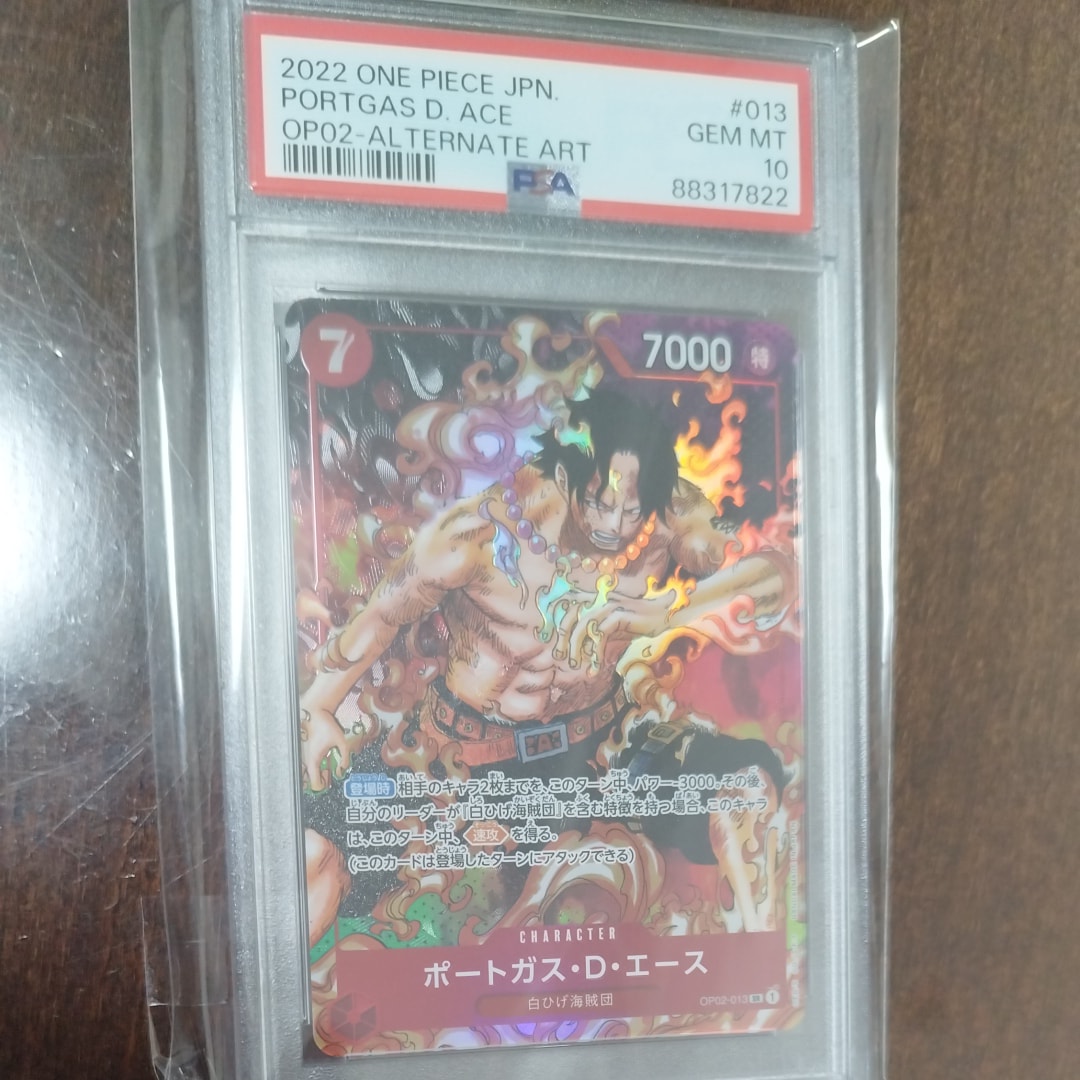 2022 ONE PIECE JPN. #013
PORTGAS D. ACE GEM MT
OP02-ALTERNATE ART 10
PSA 88317822
7 7000 特
登場時 相手のキャラ2枚までを、このターン中、パワー-3000。その後、
自分のリーダーが『白ひげ海賊団』を含む特徴を持つ場合、このキャラ
は、このターン中、速攻を得る。
(このカードは登場したターンにアタックできる)
CHARACTER
ポートガス・D・エース
白ひげ海賊団
OP02-013 SR 1